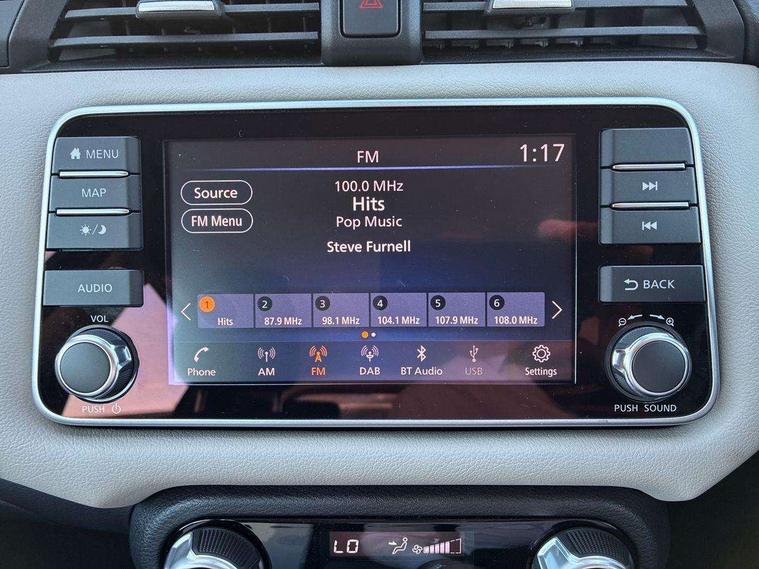 FM
1:17
MENU
MAP
AUDIO
VOL
PUSH
Source
FM Menu
100.0 MHz
Hits
Pop Music
Steve Furnell
1 2 3 4 5 6
Hits 87.9 MHz 98.1 MHz 104.1 MHz 107.9 MHz 108.0 MHz
Phone AM FM DAB BT Audio USB Settings
BACK
PUSH SOUND
LO